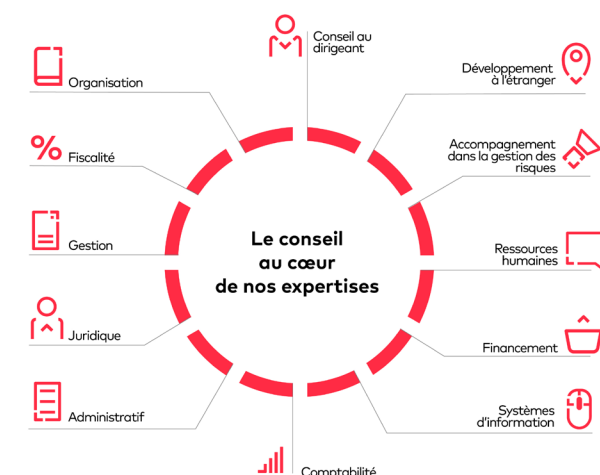 Conseil au
dirigeant
Organisation
Développement
à l'étranger
%
Fiscalité
Accompagnement
dans la gestion des
risques
Gestion
Le conseil
au cœur
de nos expertises
Ressources
humaines
Juridique
Financement
Administratif
Systèmes
d'information
Comptabilité